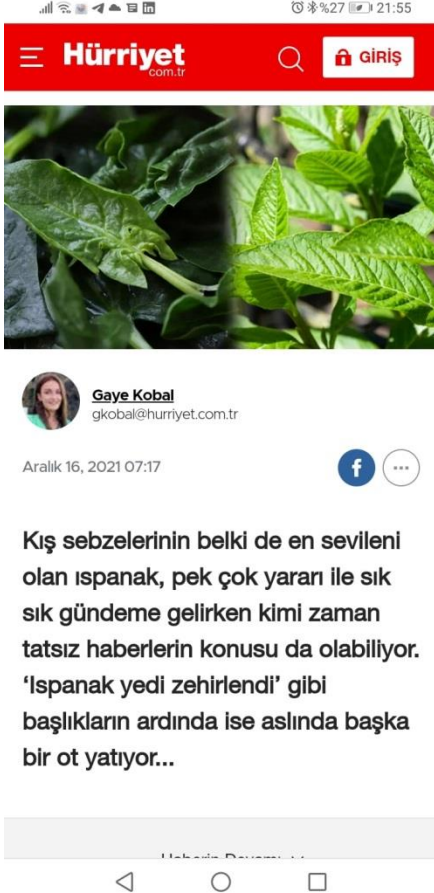 %27 21:55
Hürriyet
.com.tr
GİRİŞ
Gaye Kobal
gkobal@hurriyet.com.tr
Aralık 16, 2021 07:17
Kış sebzelerinin belki de en sevileni
olan ıspanak, pek çok yararı ile sık
sık gündeme gelirken kimi zaman
tatsız haberlerin konusu da olabiliyor.
‘Ispanak yedi zehirlendi’ gibi
başlıkların ardında ise aslında başka
bir ot yatıyor...